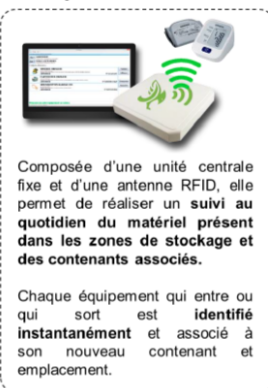 Composée d'une unité centrale
fixe et d'une antenne RFID, elle
permet de réaliser un suivi au
quotidien du matériel présent
dans les zones de stockage et
des contenants associés.
Chaque équipement qui entre ou
qui sort est identifié
instantanément et associé à
son nouveau contenant et
emplacement.